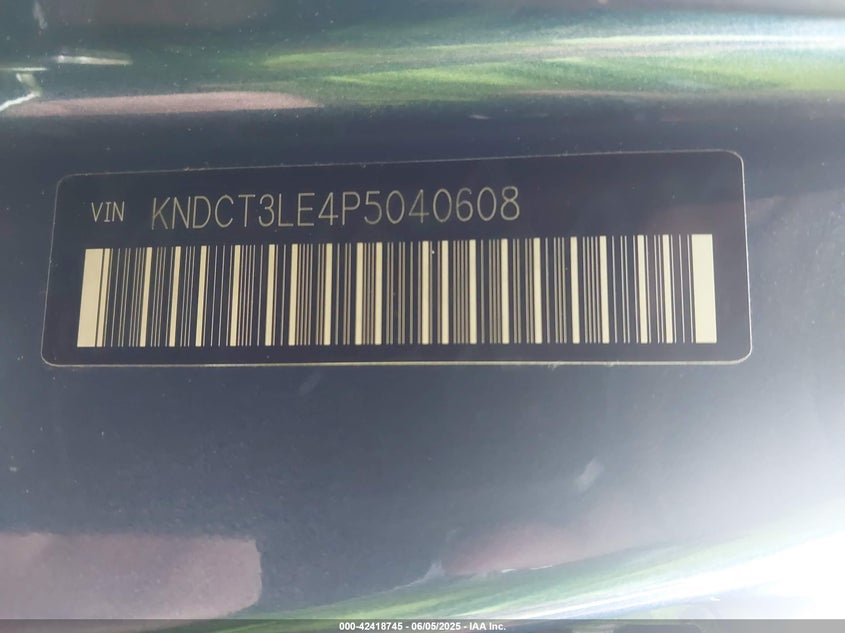 VIN KNDCT3LE4P5040608
000-42418745 - 06/05/2025 - IAA Inc.